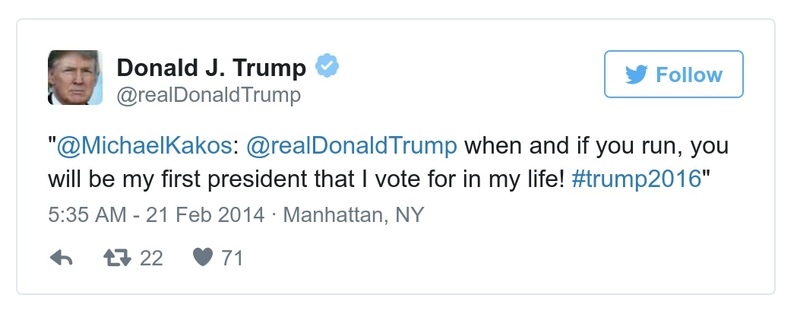 Donald J. Trump
Follow
@realDonaldTrump
"@MichaelKakos: @realDonaldTrump when and if you run, you
will be my first president that I vote for in my life! #trump2016"
5:35 AM - 21 Feb 2014 · Manhattan, NY
22 71